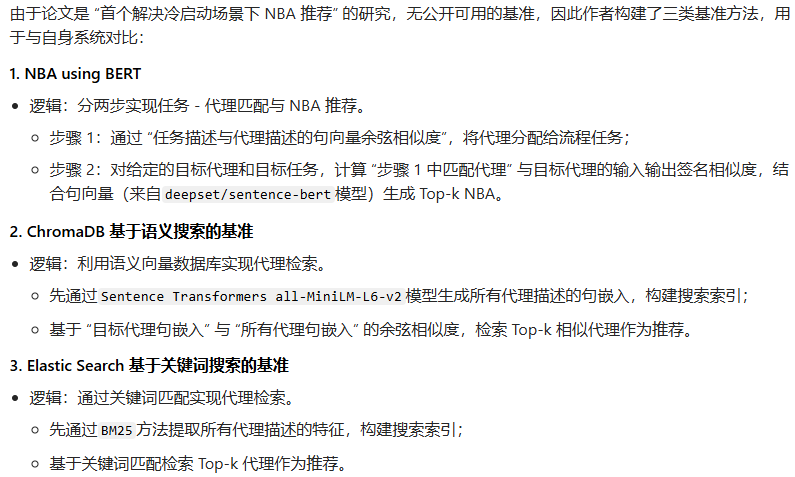 由于论文是 “首个解决冷启动场景下 NBA 推荐” 的研究，无公开可用的基准，因此作者构建了三类基准方法，用
于与自身系统对比：
1. NBA using BERT
• 逻辑：分两步实现任务 - 代理匹配与 NBA 推荐。
○ 步骤 1：通过 “任务描述与代理描述的句向量余弦相似度”，将代理分配给流程任务；
○ 步骤 2：对给定的目标代理和目标任务，计算 “步骤 1 中匹配代理” 与目标代理的输入输出签名相似度，结
合句向量（来自 deepset/sentence-bert 模型）生成 Top-k NBA。
2. ChromaDB 基于语义搜索的基准
• 逻辑：利用语义向量数据库实现代理检索。
○ 先通过 Sentence Transformers all-MiniLM-L6-v2 模型生成所有代理描述的句嵌入，构建搜索索引；
○ 基于 “目标代理句嵌入” 与 “所有代理句嵌入” 的余弦相似度，检索 Top-k 相似代理作为推荐。
3. Elastic Search 基于关键词搜索的基准
• 逻辑：通过关键词匹配实现代理检索。
○ 先通过 BM25 方法提取所有代理描述的特征，构建搜索索引；
○ 基于关键词匹配检索 Top-k 代理作为推荐。